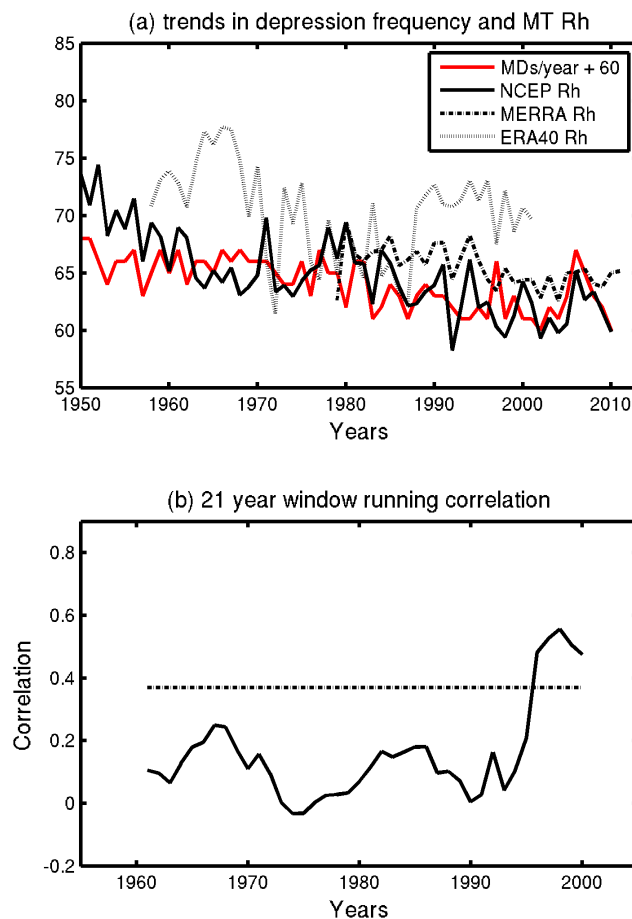 (a) trends in depression frequency and MT Rh
85
80
75
70
65
60
55
MDs/year + 60
NCEP Rh
MERRA Rh
ERA40 Rh
1950 1960 1970 1980 1990 2000 2010
Years
(b) 21 year window running correlation
0.8
0.6
0.4
0.2
0
-0.2
Correlation
1960 1970 1980 1990 2000
Years